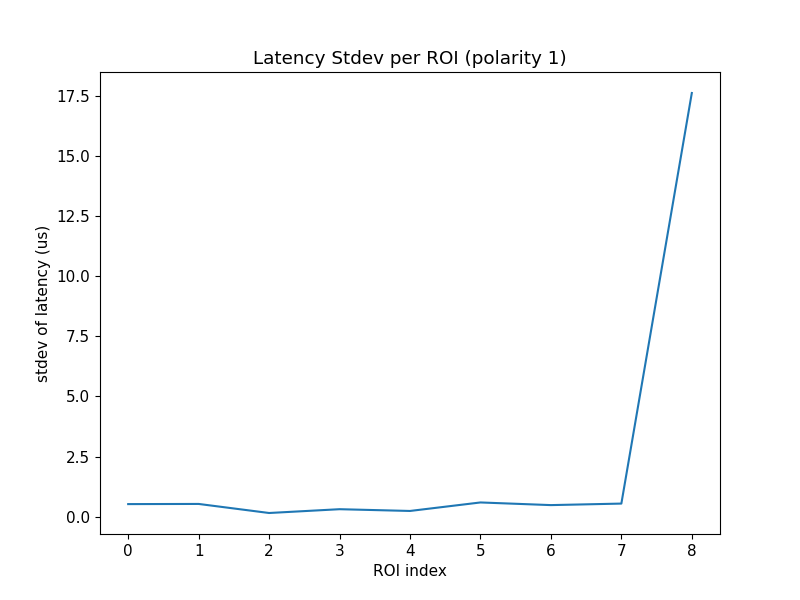 Latency Stdev per ROI (polarity 1)
17.5
15.0
12.5
10.0
7.5
5.0
2.5
0.0
stdev of latency (us)
0 1 2 3 4 5 6 7 8
ROI index